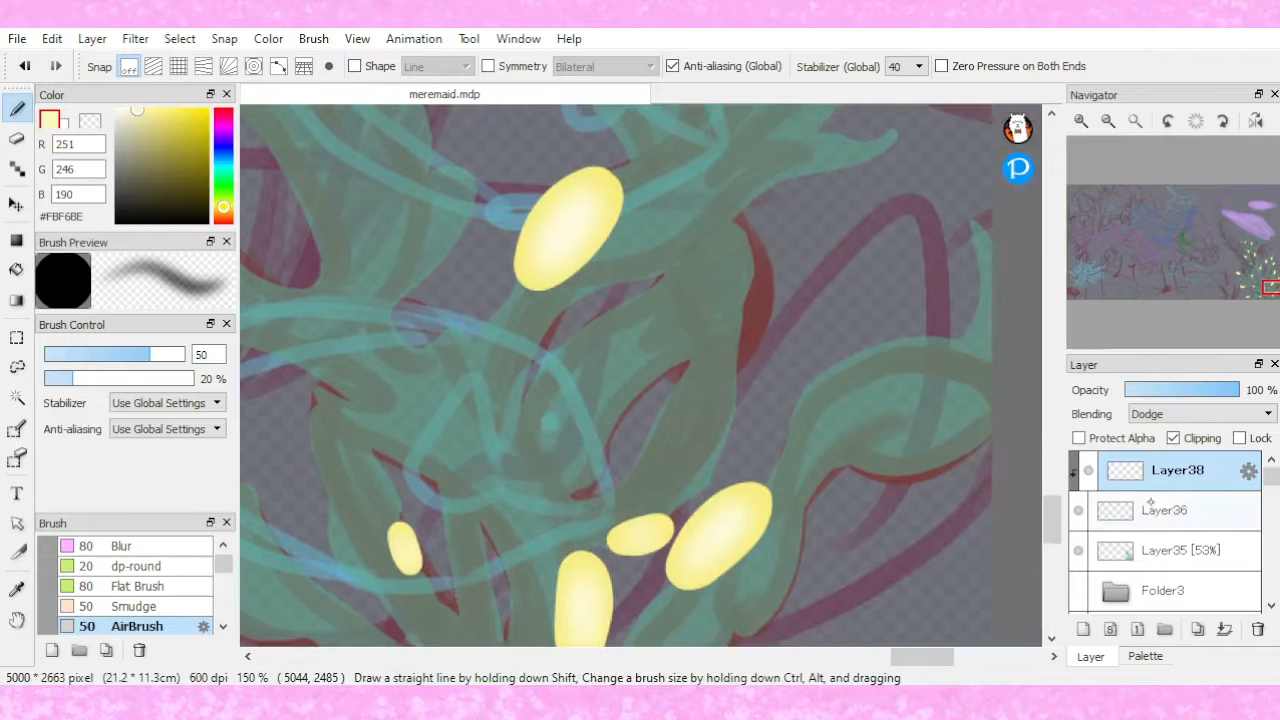 File Edit Layer Filter Select Snap Color Brush View Animation Tool Window Help
Snap off Shape Line Symmetry Bilateral Anti-aliasing (Global) Stabilizer (Global) 40 Zero Pressure on Both Ends
Color
meremaid.mdp
Navigator
R 251
G 246
B 190
#FBF6BE
Brush Preview
Brush Control
50
20 %
Stabilizer Use Global Settings
Anti-aliasing Use Global Settings
Brush
80 Blur
20 dp-round
80 Flat Brush
50 Smudge
50 AirBrush
Layer
Opacity 100 %
Blending Dodge
Protect Alpha Clipping Lock
Layer38
Layer36
Layer35 [53%]
Folder3
8 1
Layer Palette
5000 * 2663 pixel (21.2 * 11.3cm) 600 dpi 150 % (5044, 2485) Draw a straight line by holding down Shift, Change a brush size by holding down Ctrl, Alt, and dragging